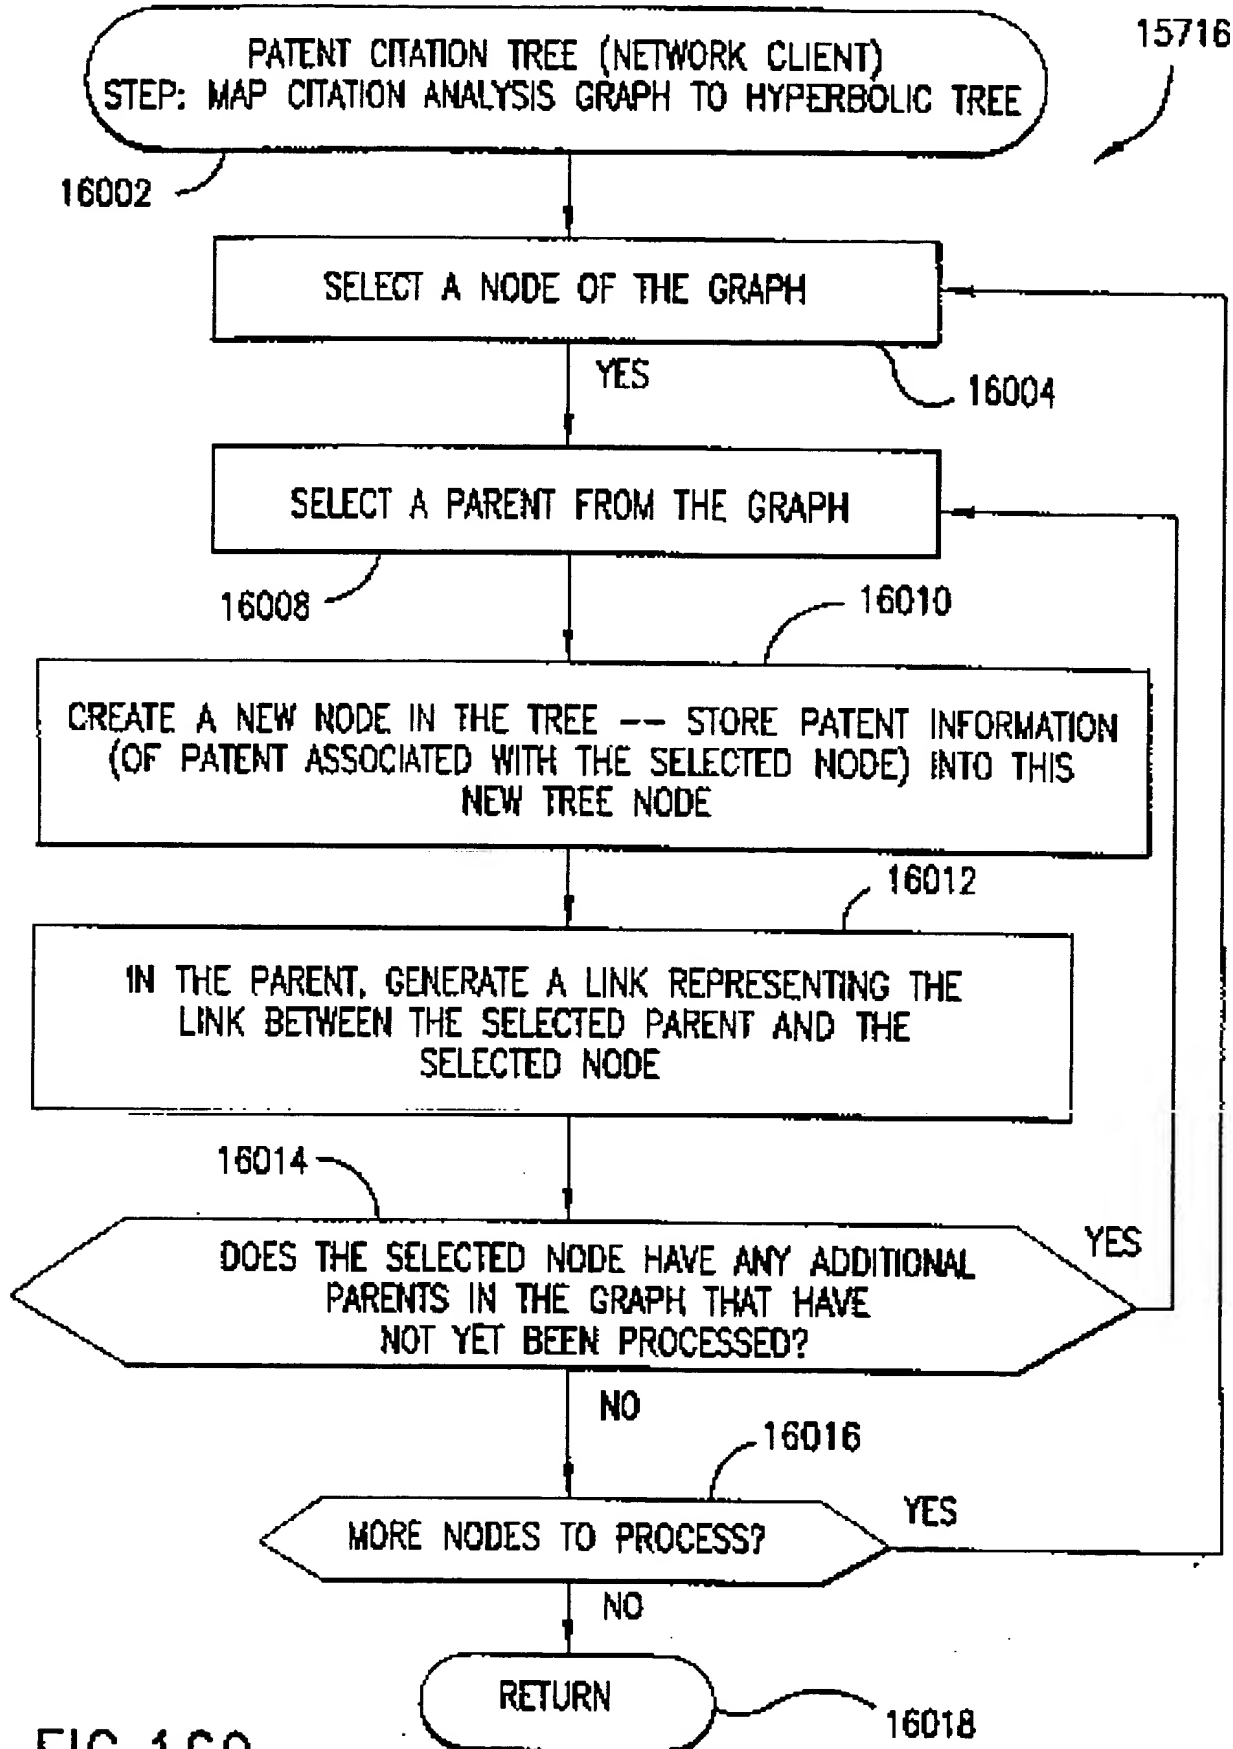 15716
PATENT CITATION TREE (NETWORK CLIENT)
STEP: MAP CITATION ANALYSIS GRAPH TO HYPERBOLIC TREE
16002
SELECT A NODE OF THE GRAPH
YES
16004
SELECT A PARENT FROM THE GRAPH
16008
16010
CREATE A NEW NODE IN THE TREE -- STORE PATENT INFORMATION
(OF PATENT ASSOCIATED WITH THE SELECTED NODE) INTO THIS
NEW TREE NODE
16012
IN THE PARENT, GENERATE A LINK REPRESENTING THE
LINK BETWEEN THE SELECTED PARENT AND THE
SELECTED NODE
16014
YES
DOES THE SELECTED NODE HAVE ANY ADDITIONAL
PARENTS IN THE GRAPH THAT HAVE
NOT YET BEEN PROCESSED?
NO
16016
YES
MORE NODES TO PROCESS?
NO
RETURN
16018